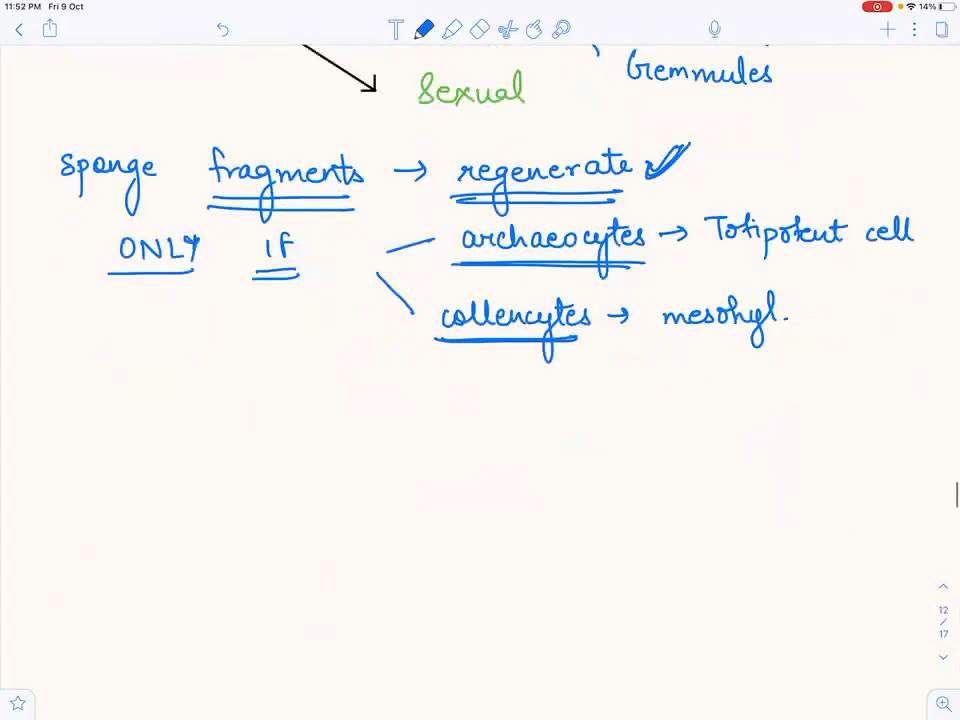 11:52 PM Fri 9 Oct
14%
Gemmules
Sexual
Sponge fragments → regenerate ✓
ONLY IF
archaeocytes → Totipotent cell
collencytes → mesohyl.
12
/
17